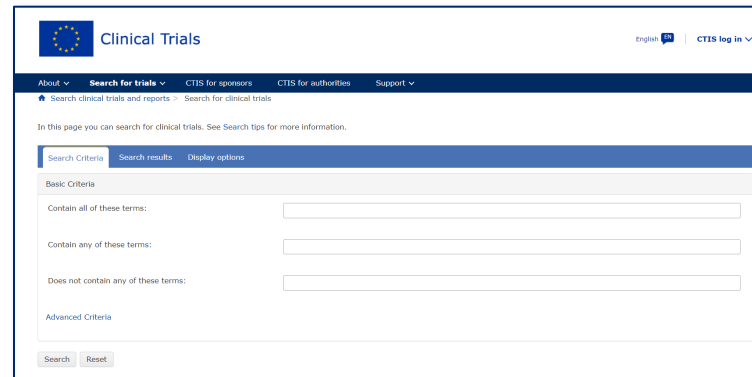 Clinical Trials
English EN CTIS log in
About Search for trials CTIS for sponsors CTIS for authorities Support
Search clinical trials and reports > Search for clinical trials
In this page you can search for clinical trials. See Search tips for more information.
Search Criteria Search results Display options
Basic Criteria
Contain all of these terms:
Contain any of these terms:
Does not contain any of these terms:
Advanced Criteria
Search Reset